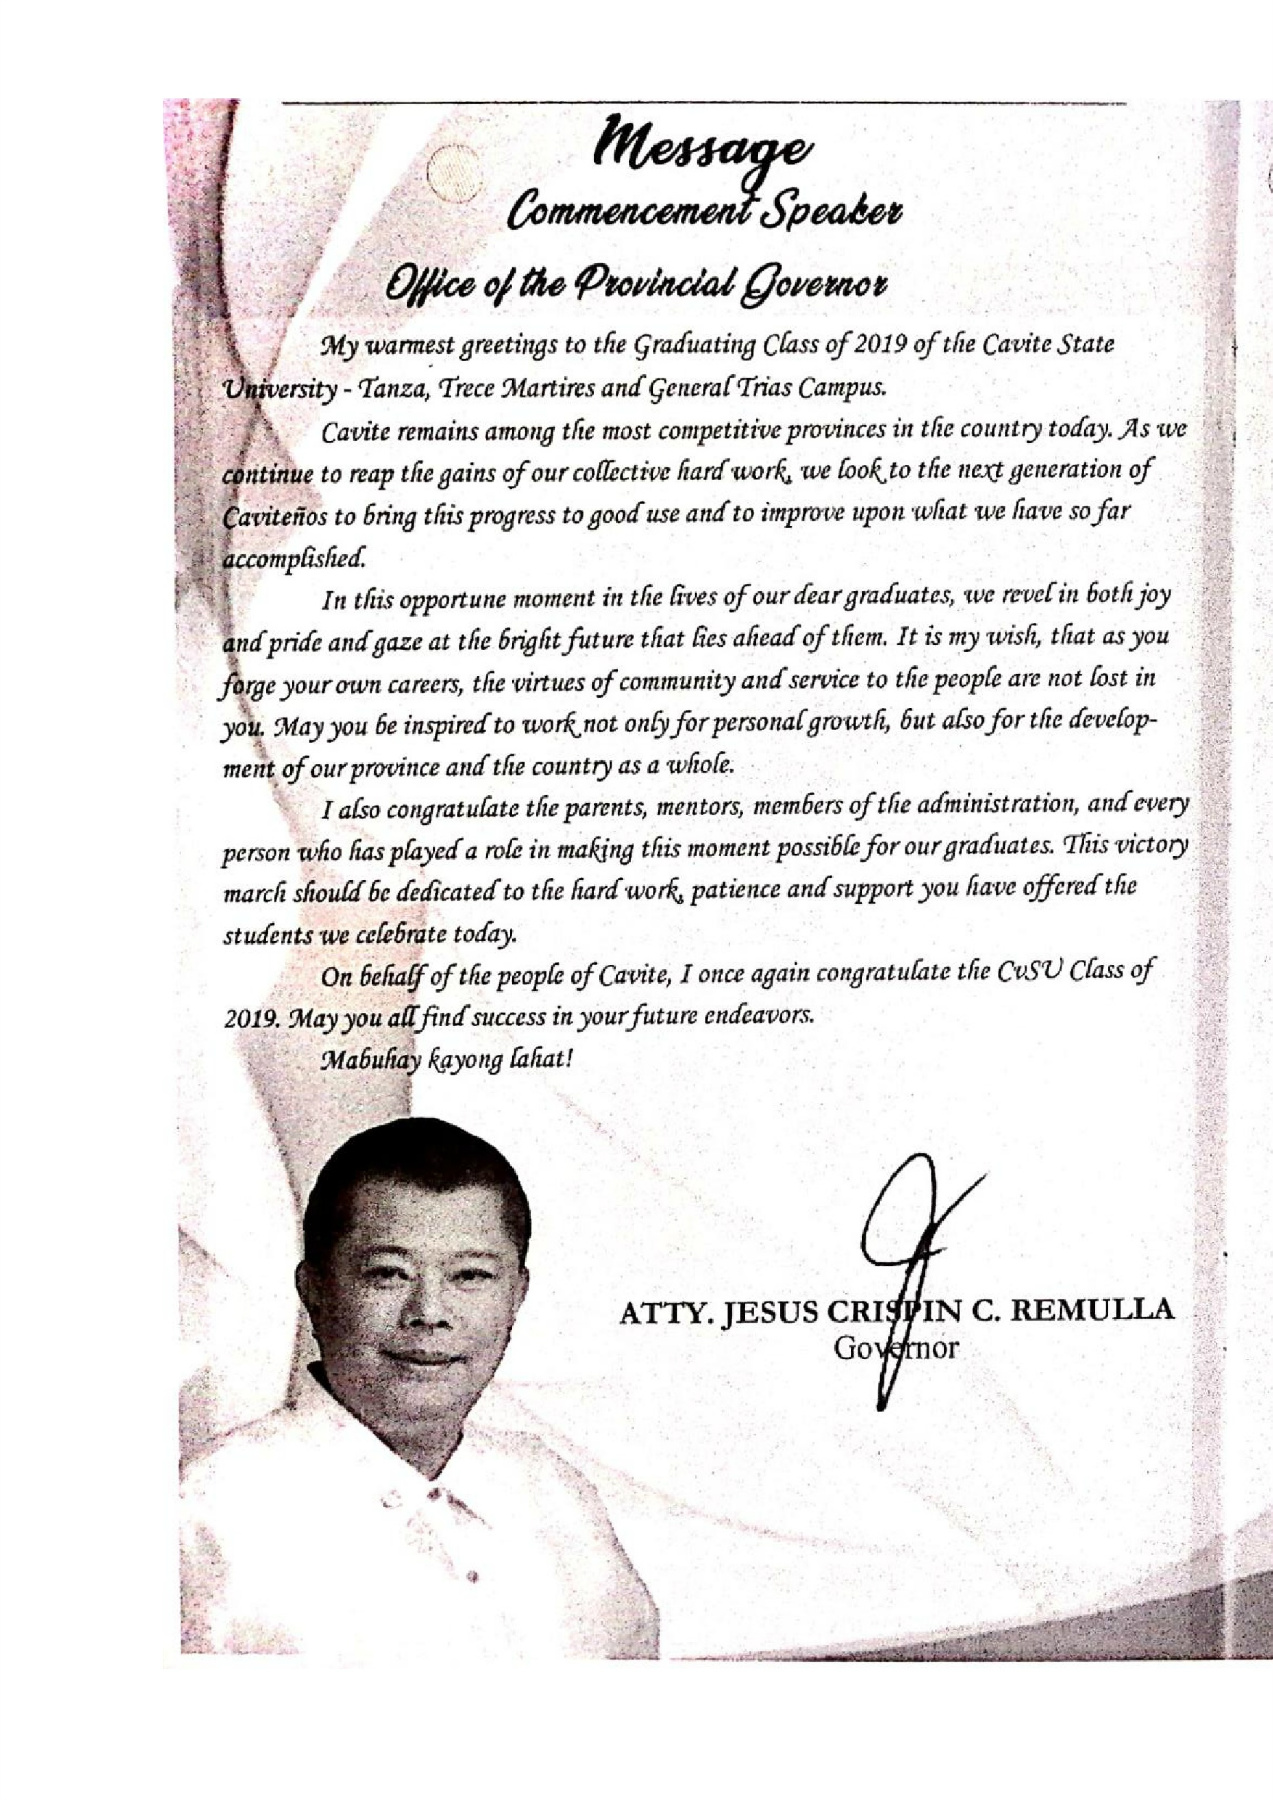 Message
Commencement Speaker
Office of the Provincial Governor
My warmest greetings to the Graduating Class of 2019 of the Cavite State
University - Tanza, Trece Martires and General Trias Campus.
Cavite remains among the most competitive provinces in the country today. As we
continue to reap the gains of our collective hard work, we look to the next generation of
Caviteños to bring this progress to good use and to improve upon what we have so far
accomplished.
In this opportune moment in the lives of our dear graduates, we revel in both joy
and pride and gaze at the bright future that lies ahead of them. It is my wish, that as you
forge your own careers, the virtues of community and service to the people are not lost in
you. May you be inspired to work not only for personal growth, but also for the develop-
ment of our province and the country as a whole.
I also congratulate the parents, mentors, members of the administration, and every
person who has played a role in making this moment possible for our graduates. This victory
march should be dedicated to the hard work, patience and support you have offered the
students we celebrate today.
On behalf of the people of Cavite, I once again congratulate the CvSU Class of
2019. May you all find success in your future endeavors.
Mabuhay kayong lahat!
ATTY. JESUS CRISPIN C. REMULLA
Governor